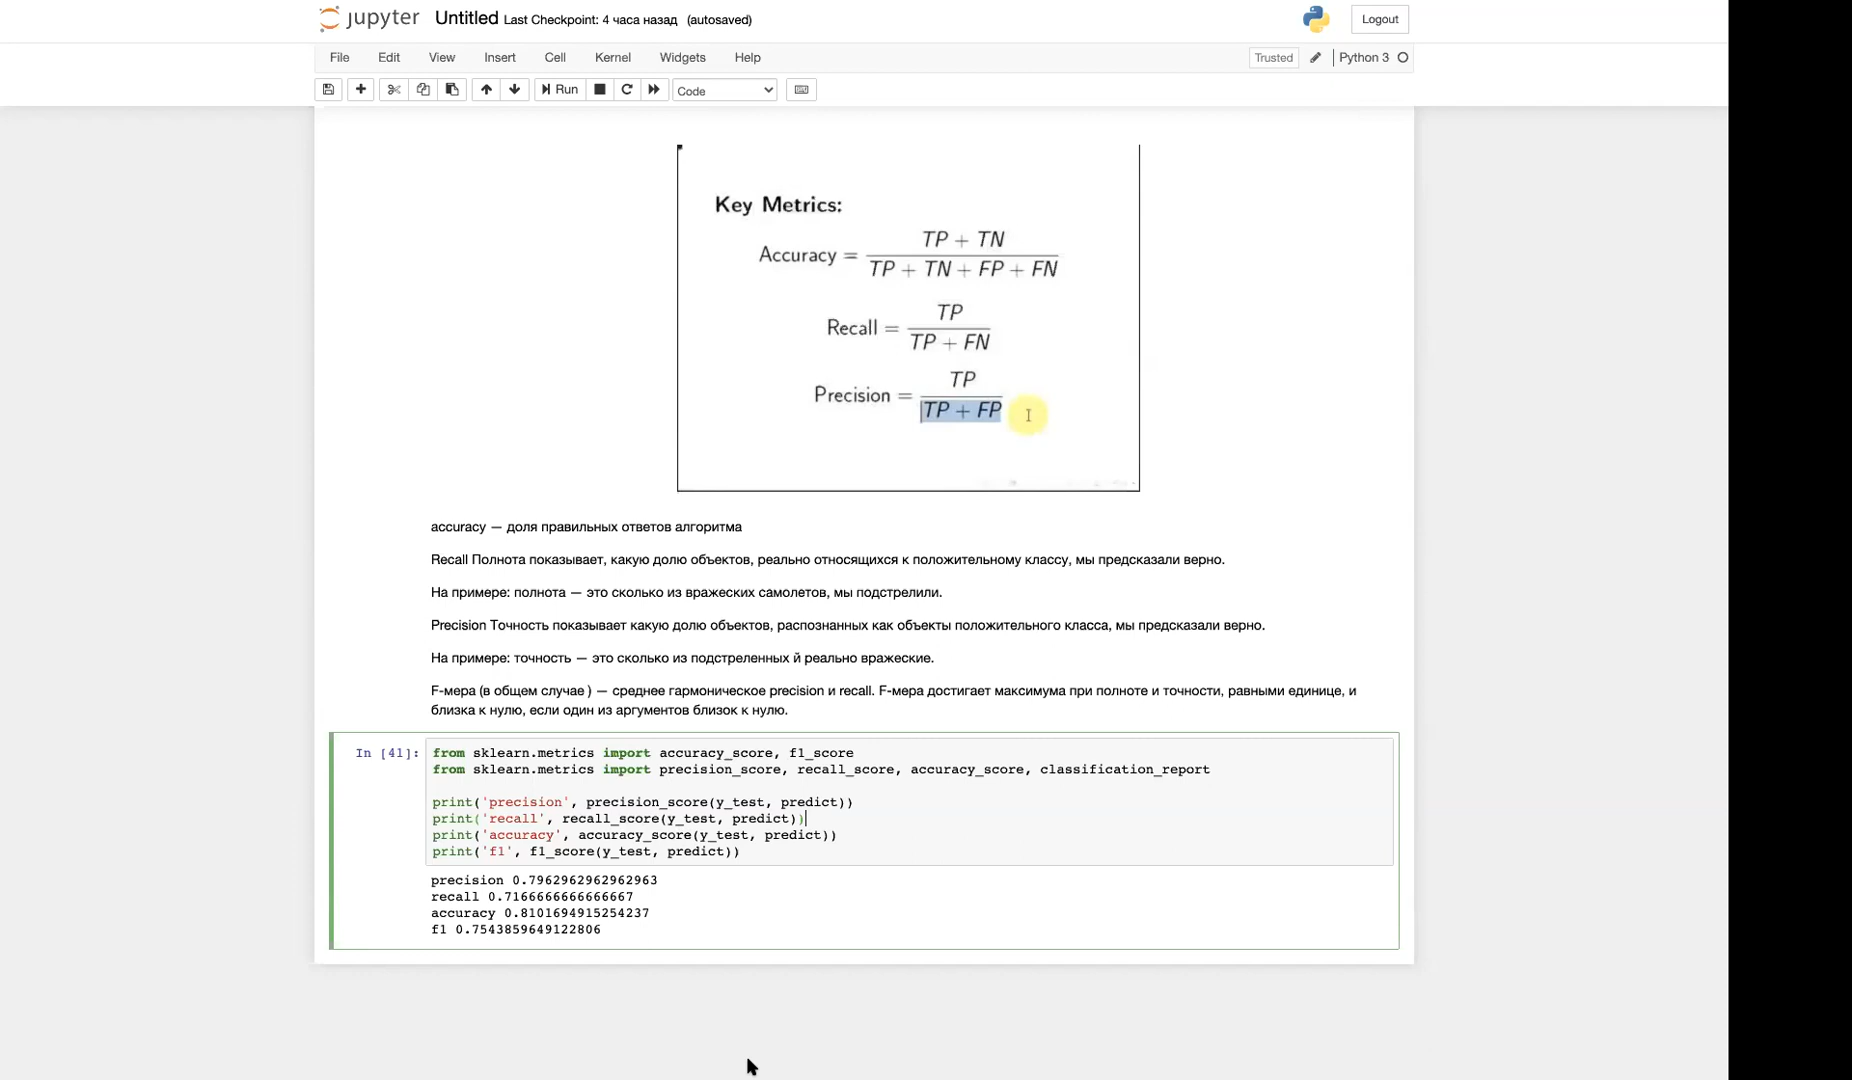 jupyter Untitled Last Checkpoint: 4 часа назад (autosaved) Logout
File Edit View Insert Cell Kernel Widgets Help Trusted Python 3
Run Code
Key Metrics:
Accuracy = TP + TN / TP + TN + FP + FN
Recall = TP / TP + FN
Precision = TP / TP + FP
accuracy — доля правильных ответов алгоритма
Recall Полнота показывает, какую долю объектов, реально относящихся к положительному классу, мы предсказали верно.
На примере: полнота — это сколько из вражеских самолетов, мы подстрелили.
Precision Точность показывает какую долю объектов, распознанных как объекты положительного класса, мы предсказали верно.
На примере: точность — это сколько из подстреленных й реально вражеские.
F-мера (в общем случае ) — среднее гармоническое precision и recall. F-мера достигает максимума при полноте и точности, равными единице, и
близка к нулю, если один из аргументов близок к нулю.
In [41]: from sklearn.metrics import accuracy_score, f1_score
from sklearn.metrics import precision_score, recall_score, accuracy_score, classification_report
print('precision', precision_score(y_test, predict))
print('recall', recall_score(y_test, predict))
print('accuracy', accuracy_score(y_test, predict))
print('f1', f1_score(y_test, predict))
precision 0.7962962962962963
recall 0.7166666666666667
accuracy 0.8101694915254237
f1 0.7543859649122806